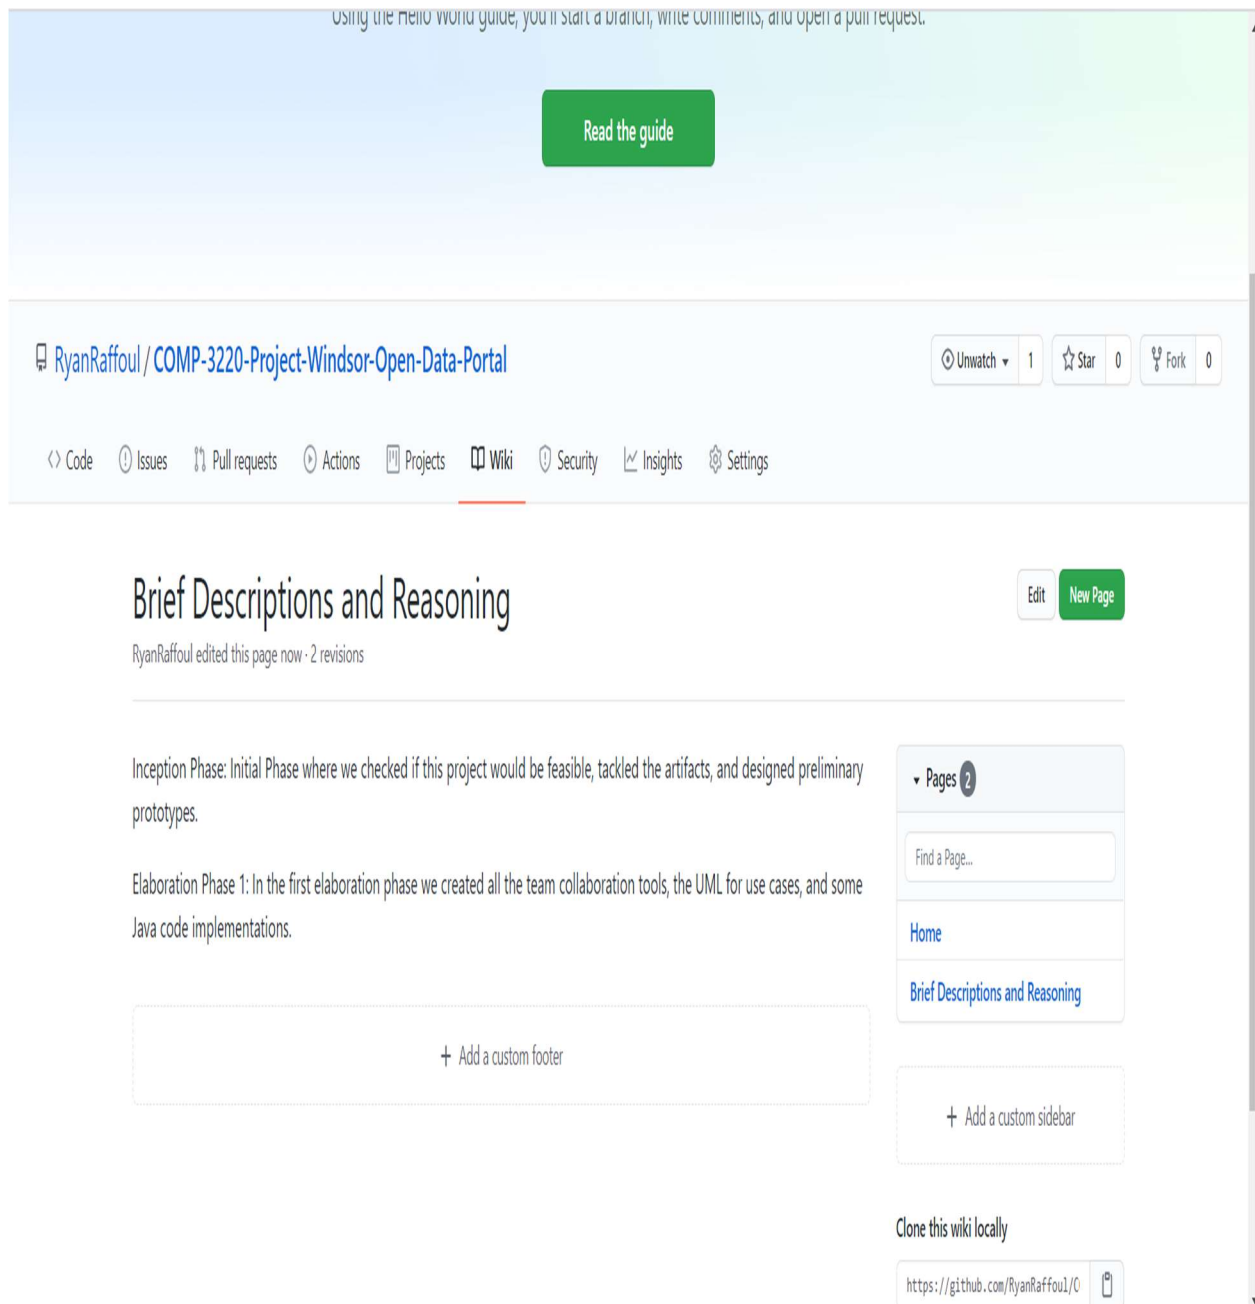 Using the Hello World guide, you'll start a branch, write comments, and open a pull request.
Read the guide
RyanRaffoul / COMP-3220-Project-Windsor-Open-Data-Portal
Unwatch 1 Star 0 Fork 0
Code Issues Pull requests Actions Projects Wiki Security Insights Settings
Brief Descriptions and Reasoning
Edit New Page
RyanRaffoul edited this page now · 2 revisions
Inception Phase: Initial Phase where we checked if this project would be feasible, tackled the artifacts, and designed preliminary
prototypes.
Elaboration Phase 1: In the first elaboration phase we created all the team collaboration tools, the UML for use cases, and some
Java code implementations.
+ Add a custom footer
Pages 2
Find a Page...
Home
Brief Descriptions and Reasoning
+ Add a custom sidebar
Clone this wiki locally
https://github.com/RyanRaffoul/